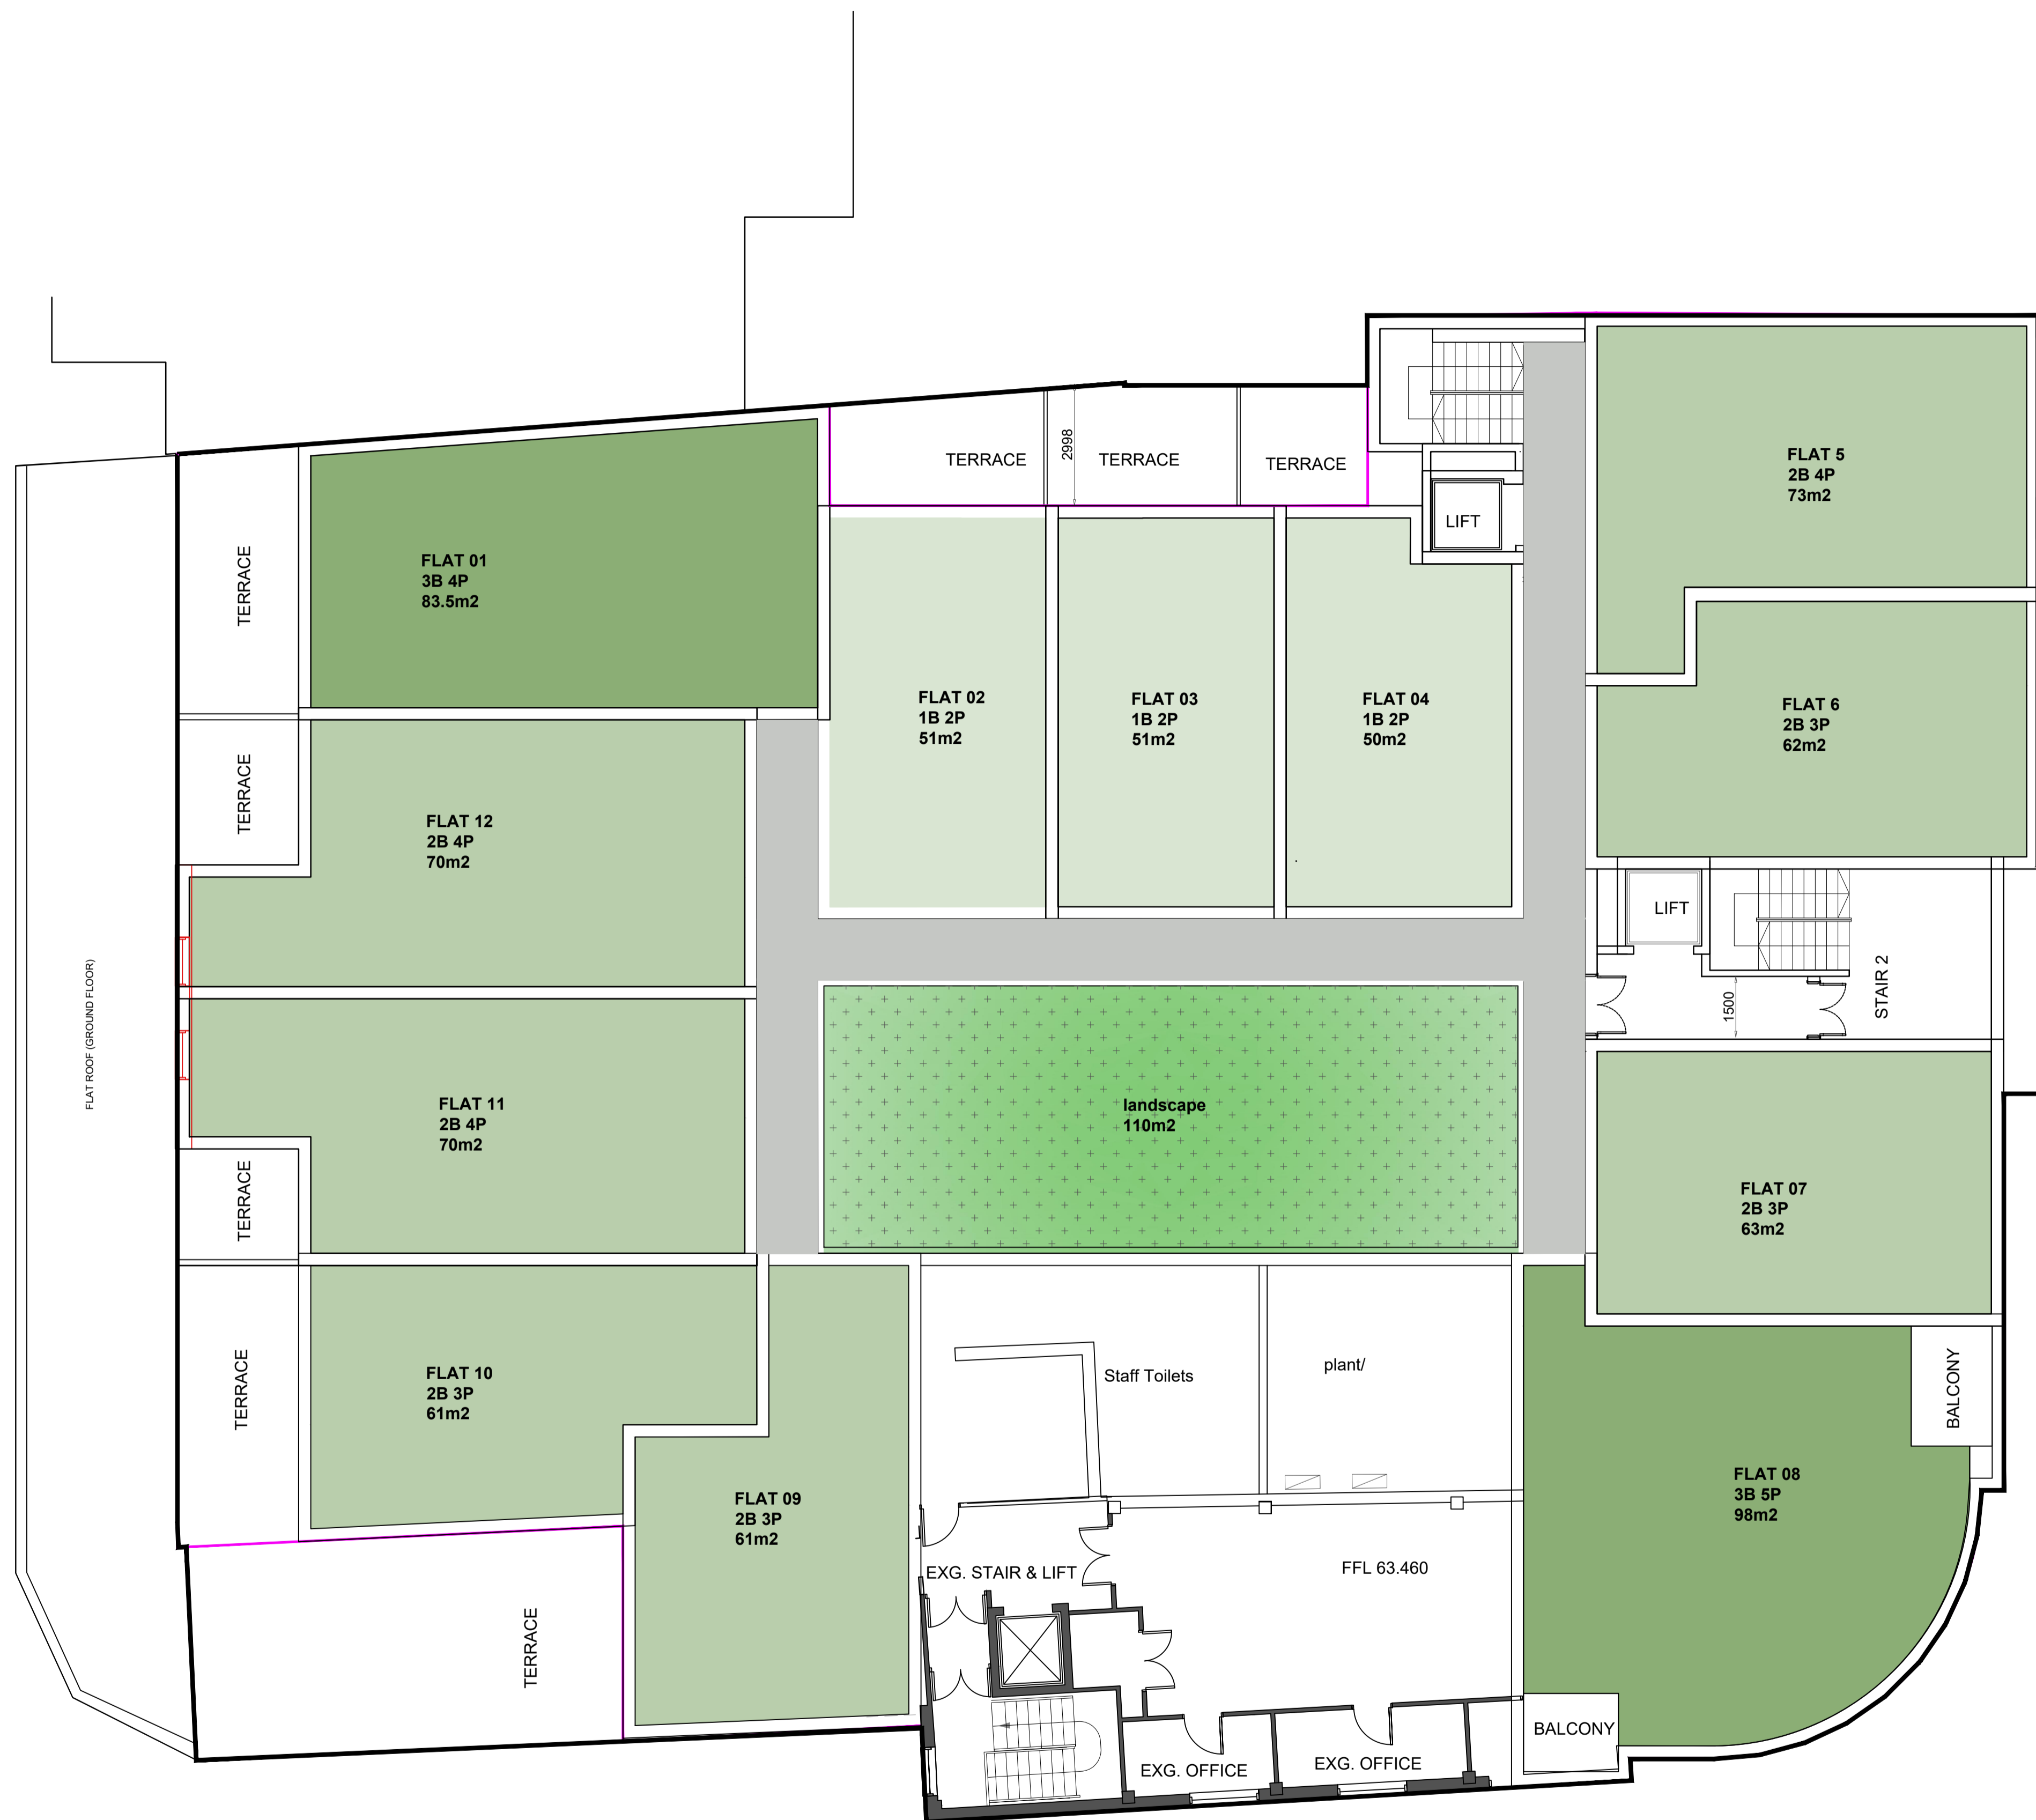 FLAT 5
2B 4P
73m2
TERRACE
2998
TERRACE
TERRACE
LIFT
FLAT 01
3B 4P
83.5m2
TERRACE
FLAT 02
1B 2P
51m2
FLAT 03
1B 2P
51m2
FLAT 04
1B 2P
50m2
FLAT 6
2B 3P
62m2
TERRACE
FLAT 12
2B 4P
70m2
LIFT
STAIR 2
1500
FLAT ROOF (GROUND FLOOR)
FLAT 11
2B 4P
70m2
landscape
110m2
TERRACE
FLAT 07
2B 3P
63m2
TERRACE
FLAT 10
2B 3P
61m2
Staff Toilets
plant/
BALCONY
FLAT 09
2B 3P
61m2
FLAT 08
3B 5P
98m2
EXG. STAIR & LIFT
FFL 63.460
TERRACE
BALCONY
EXG. OFFICE
EXG. OFFICE